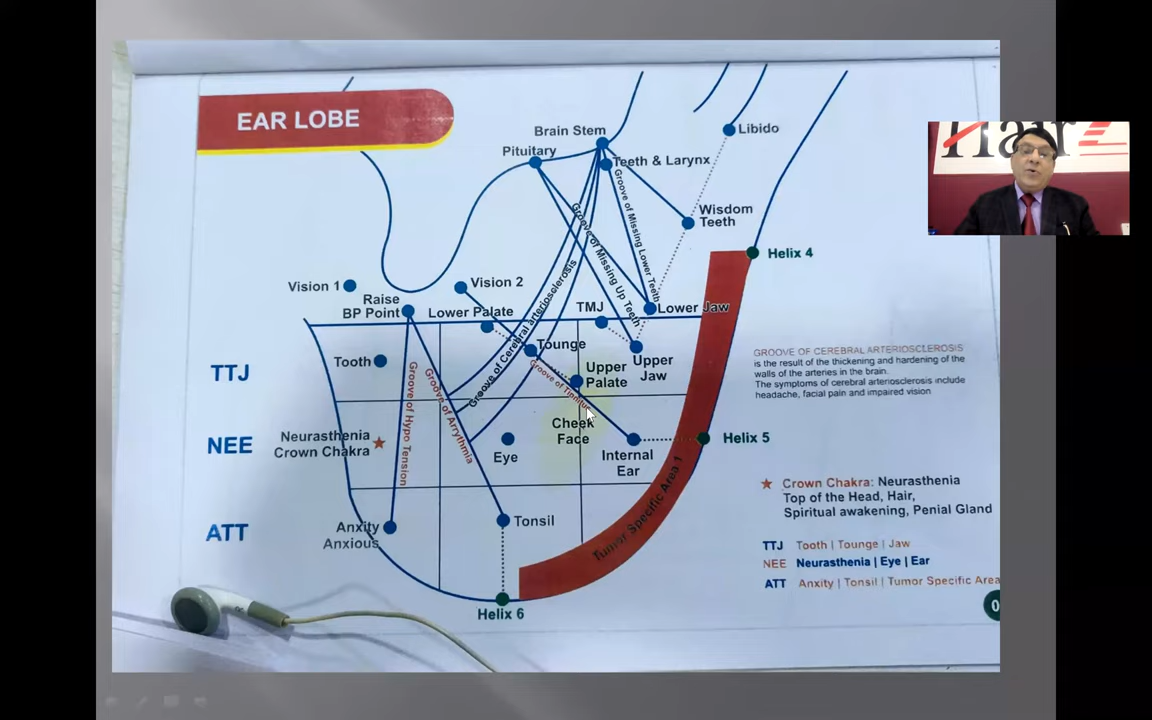 EAR LOBE
HairZ
Brain Stem
Libido
Pituitary
Teeth & Larynx
Groove of Missing Lower Teeth
Wisdom
Teeth
Groove of Missing Up Teeth
Helix 4
Vision 1
Vision 2
Raise
BP Point
Lower Palate
Groove of Cerebral arteriosclerosis
TMJ
Lower Jaw
TTJ
Tooth
Tounge
Upper
Palate
Upper
Jaw
Groove of Hypo Tension
Groove of Arrythmia
Groove of Tinnitus
GROOVE OF CEREBRAL ARTERIOSCLEROSIS
is the result of the thickening and hardening of the
walls of the arteries in the brain.
The symptoms of cerebral arteriosclerosis include
headache, facial pain and impaired vision
NEE
Neurasthenia
Crown Chakra
Eye
Cheek
Face
Internal
Ear
Helix 5
Crown Chakra: Neurasthenia
Top of the Head, Hair,
Spiritual awakening, Penial Gland
ATT
Anxity
Anxious
Tonsil
Tumor Specific Area 1
TTJ Tooth | Tounge | Jaw
NEE Neurasthenia | Eye | Ear
ATT Anxity | Tonsil | Tumor Specific Area
Helix 6
0